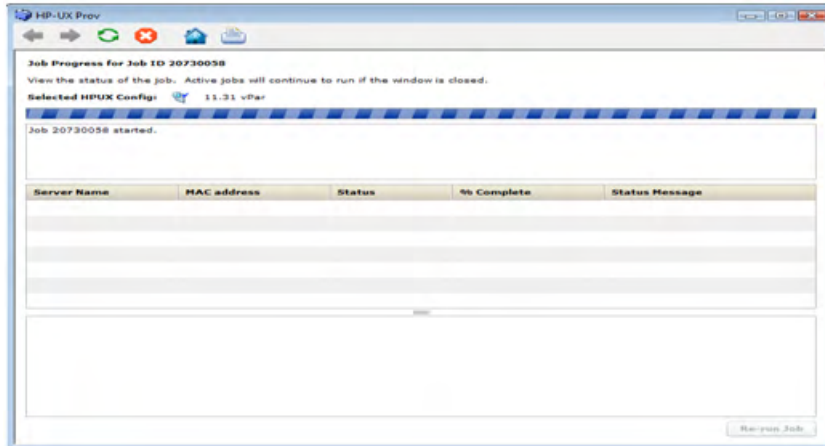 HP-UX Prov
Job Progress for Job ID 20730058
View the status of the job. Active jobs will continue to run if the window is closed.
Selected HPUX Config: 11.31 vPar
Job 20730058 started.
Server Name MAC address Status % Complete Status Message
Re-run Job